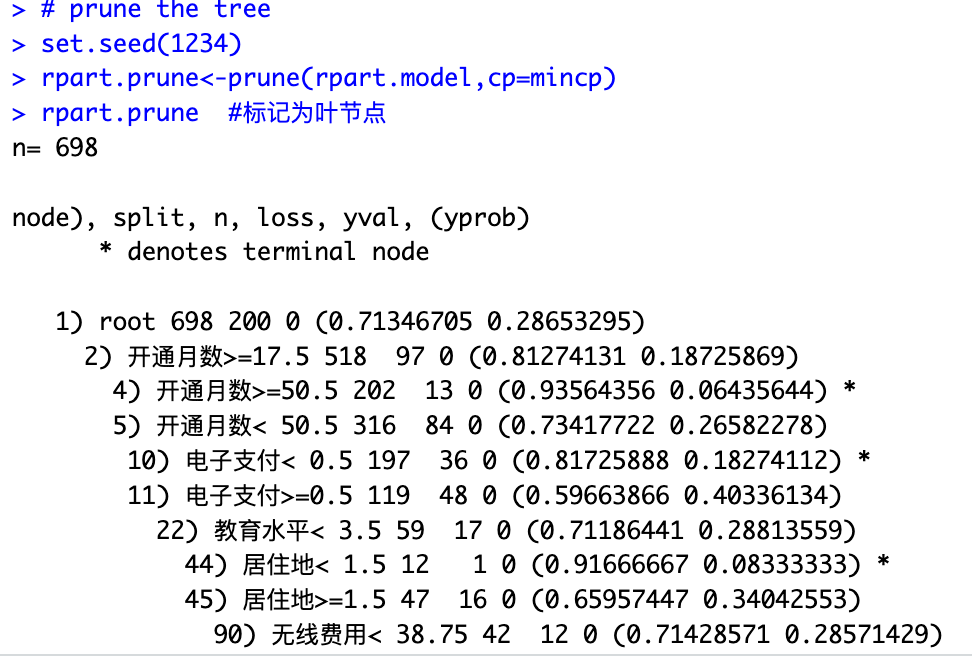 > # prune the tree
> set.seed(1234)
> rpart.prune<-prune(rpart.model,cp=mincp)
> rpart.prune  #标记为叶节点
n= 698

node), split, n, loss, yval, (yprob)
      * denotes terminal node

   1) root 698 200 0 (0.71346705 0.28653295)
     2) 开通月数>=17.5 518  97 0 (0.81274131 0.18725869)
       4) 开通月数>=50.5 202  13 0 (0.93564356 0.06435644) *
       5) 开通月数< 50.5 316  84 0 (0.73417722 0.26582278)
        10) 电子支付< 0.5 197  36 0 (0.81725888 0.18274112) *
        11) 电子支付>=0.5 119  48 0 (0.59663866 0.40336134)
          22) 教育水平< 3.5 59  17 0 (0.71186441 0.28813559)
            44) 居住地< 1.5 12   1 0 (0.91666667 0.08333333) *
            45) 居住地>=1.5 47  16 0 (0.65957447 0.34042553)
              90) 无线费用< 38.75 42  12 0 (0.71428571 0.28571429)